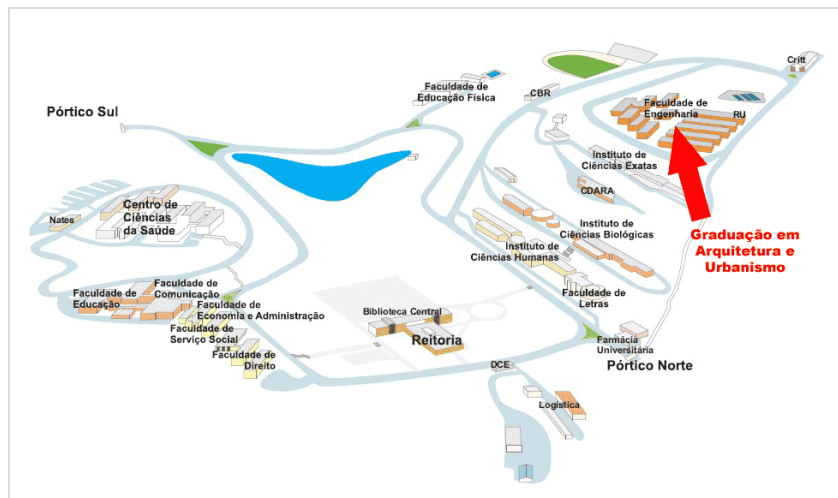 Critt
Faculdade de
Educação Física
CBR
Pórtico Sul
Faculdade de
Engenharia
RU
Instituto de
Ciências Exatas
CDARA
Centro de
Ciências
da Saúde
Nates
Instituto de
Ciências Biológicas
Graduação em
Arquitetura e
Urbanismo
Instituto de
Ciências Humanas
Faculdade de
Comunicação
Faculdade de
Educação
Faculdade de
Letras
Faculdade de
Economia e Administração
Biblioteca Central
Faculdade de
Serviço Social
Reitoria
Farmácia
Universitária
Faculdade de
Direito
DCE
Pórtico Norte
Logística